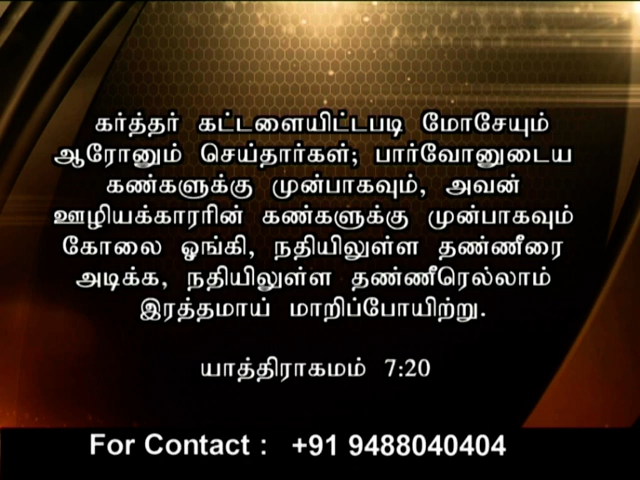 கர்த்தர் கட்டளையிட்டபடி மோசேயும்
ஆரோனும் செய்தார்கள்; பார்வோனுடைய
கண்களுக்கு முன்பாகவும், அவன்
ஊழியக்காரரின் கண்களுக்கு முன்பாகவும்
கோலை ஓங்கி, நதியிலுள்ள தண்ணீரை
அடிக்க, நதியிலுள்ள தண்ணீரெல்லாம்
இரத்தமாய் மாறிப்போயிற்று.
யாத்திராகமம் 7:20
For Contact : +91 9488040404